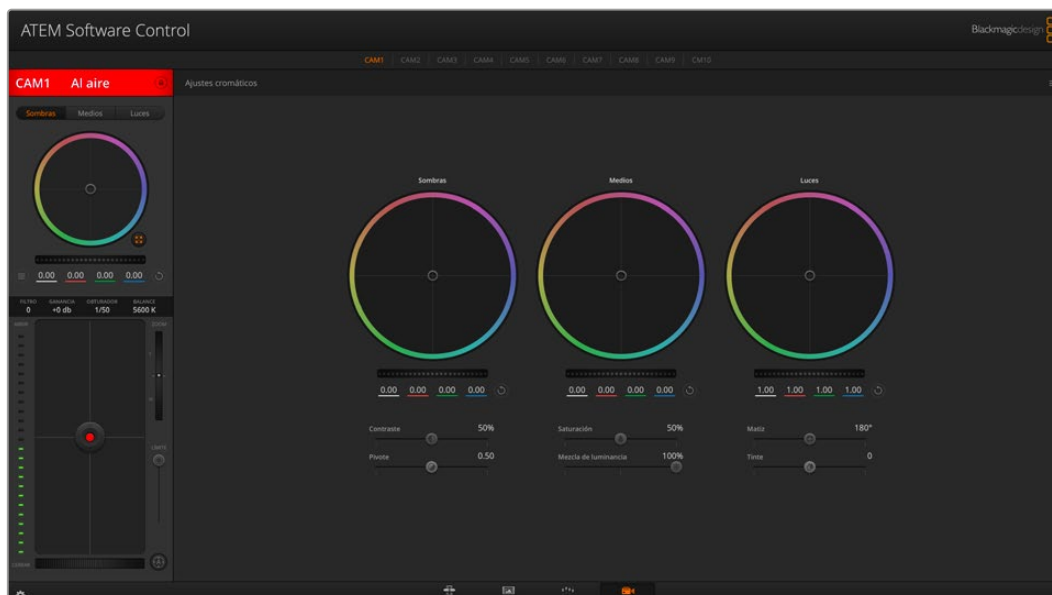 ATEM Software Control
Blackmagicdesign
CAM1 CAM2 CAM3 CAM4 CAM5 CAM6 CAM7 CAM8 CAM9 CM10
CAM1 Al aire
Ajustes cromáticos
Sombras Medios Luces
Sombras Medios Luces
0.00 0.00 0.00 0.00
FILTRO GANANCIA OBTURADOR BALANCE
0 +0 db 1/50 5600 K
ZOOM
0.00 0.00 0.00 0.00 0.00 0.00 0.00 0.00 1.00 1.00 1.00 1.00
Contraste 50% Saturación 50% Matiz 180°
LÍMITE
Pivote 0.50 Mezcla de luminancia 100% Tinte 0
CERRAR